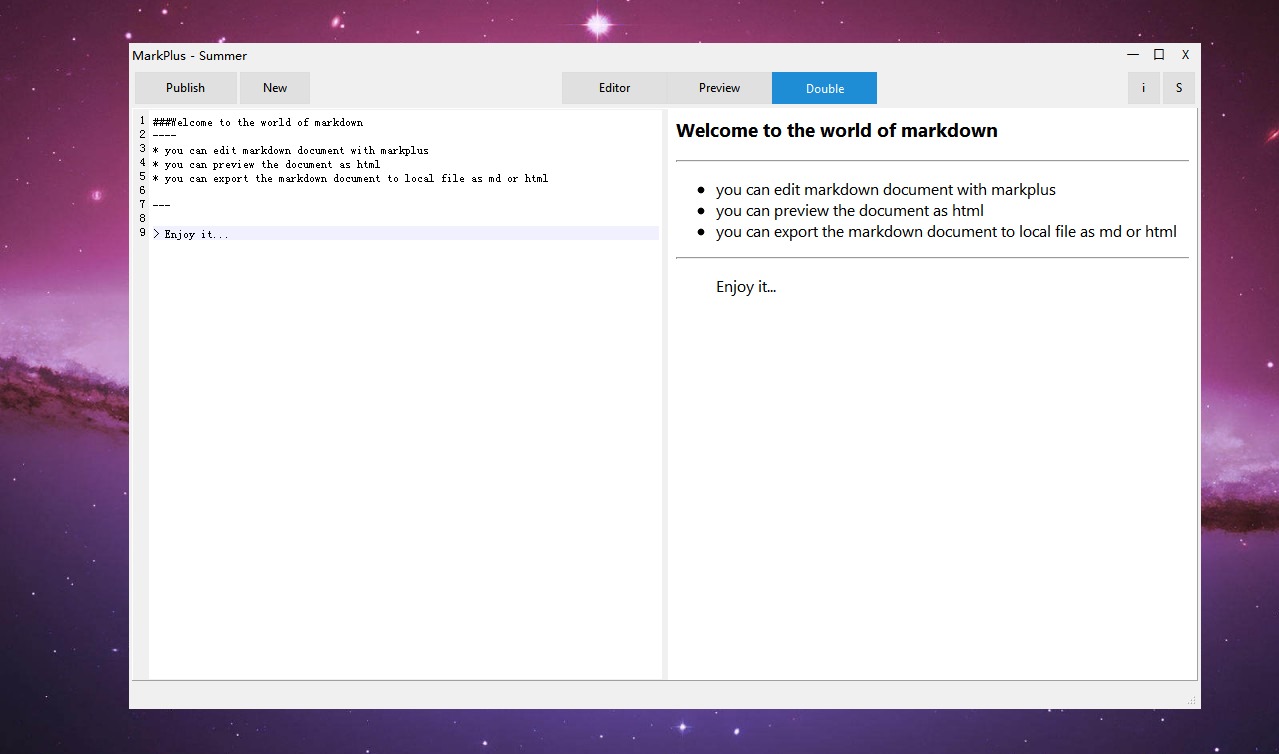 MarkPlus - Summer
Publish New Editor Preview Double i S
1 ###Welcome to the world of markdown
2 ----
3 * you can edit markdown document with markplus
4 * you can preview the document as html
5 * you can export the markdown document to local file as md or html
6
7 ---
8
9 > Enjoy it...
Welcome to the world of markdown
• you can edit markdown document with markplus
• you can preview the document as html
• you can export the markdown document to local file as md or html
Enjoy it...